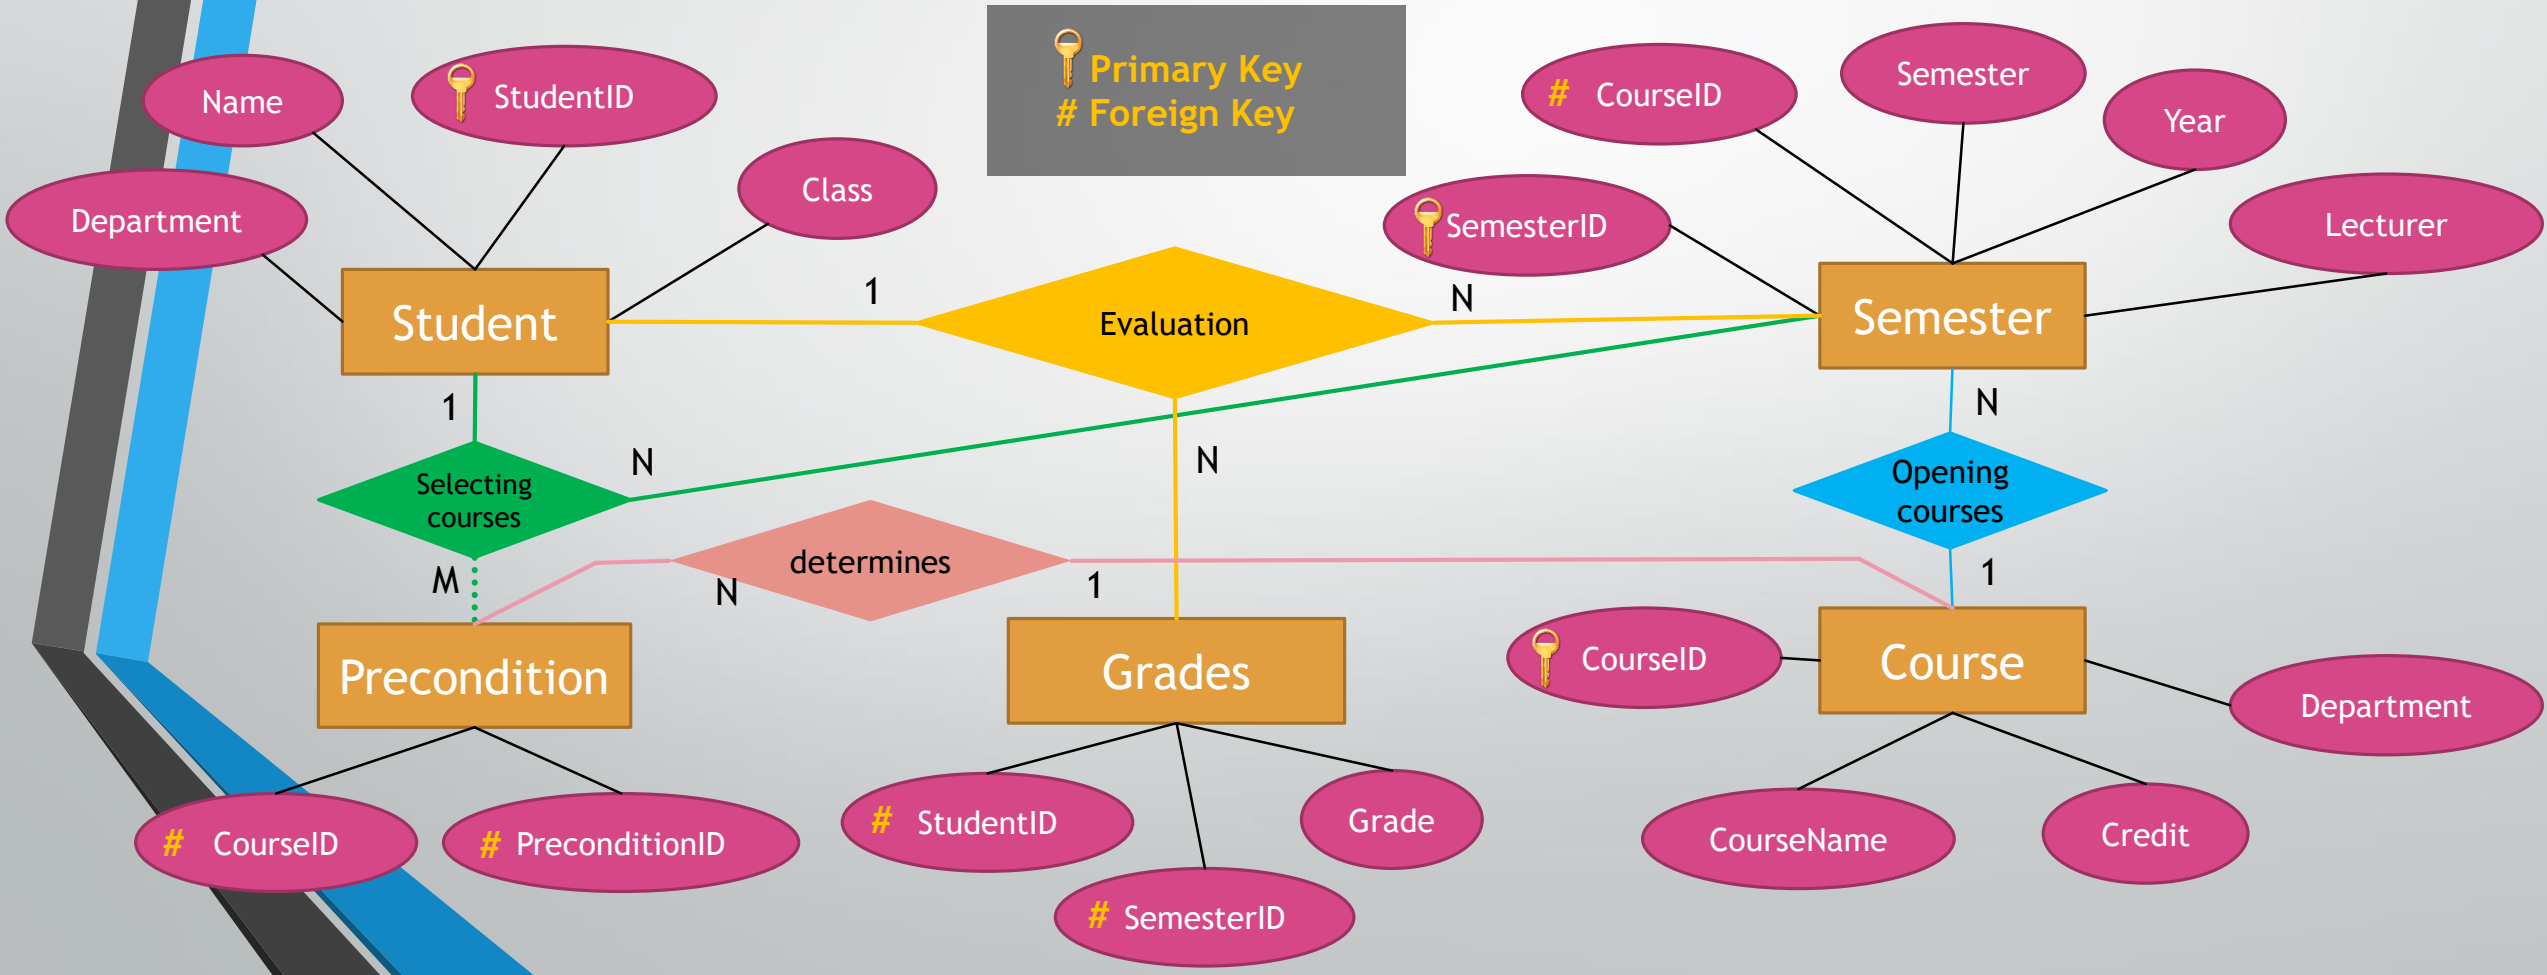 Primary Key
# Foreign Key
Name
StudentID
Department
Class
# CourseID
Semester
Year
SemesterID
Lecturer
Student
1
Evaluation
N
Semester
1
N
N
N
Selecting
courses
Opening
courses
M
N
determines
1
1
Precondition
Grades
CourseID
Course
Department
# CourseID
# PreconditionID
# StudentID
Grade
# SemesterID
CourseName
Credit